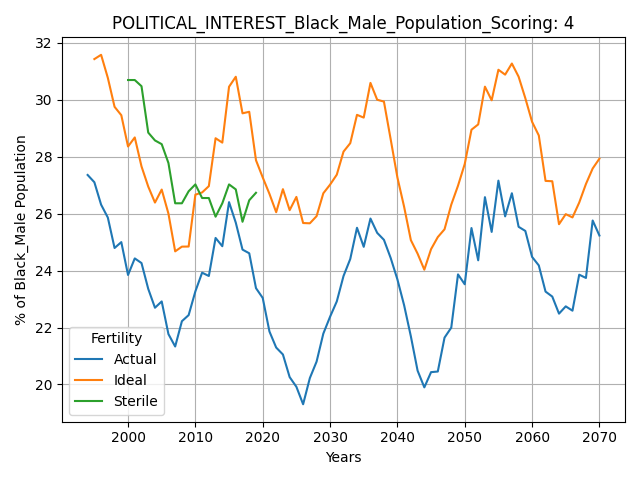 POLITICAL_INTEREST_Black_Male_Population_Scoring: 4
32
30
28
26
24
22
20
% of Black_Male Population
Fertility
Actual
Ideal
Sterile
2000 2010 2020 2030 2040 2050 2060 2070
Years